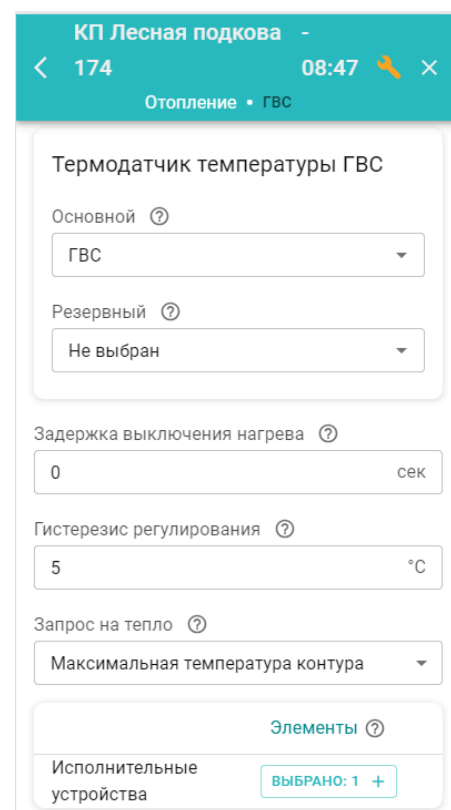 КП Лесная подкова -
174 08:47
Отопление • ГВС
Термодатчик температуры ГВС
Основной ?
ГВС
Резервный ?
Не выбран
Задержка выключения нагрева ?
0 сек
Гистерезис регулирования ?
5 °C
Запрос на тепло ?
Максимальная температура контура
Элементы ?
Исполнительные
устройства
ВЫБРАНО: 1 +